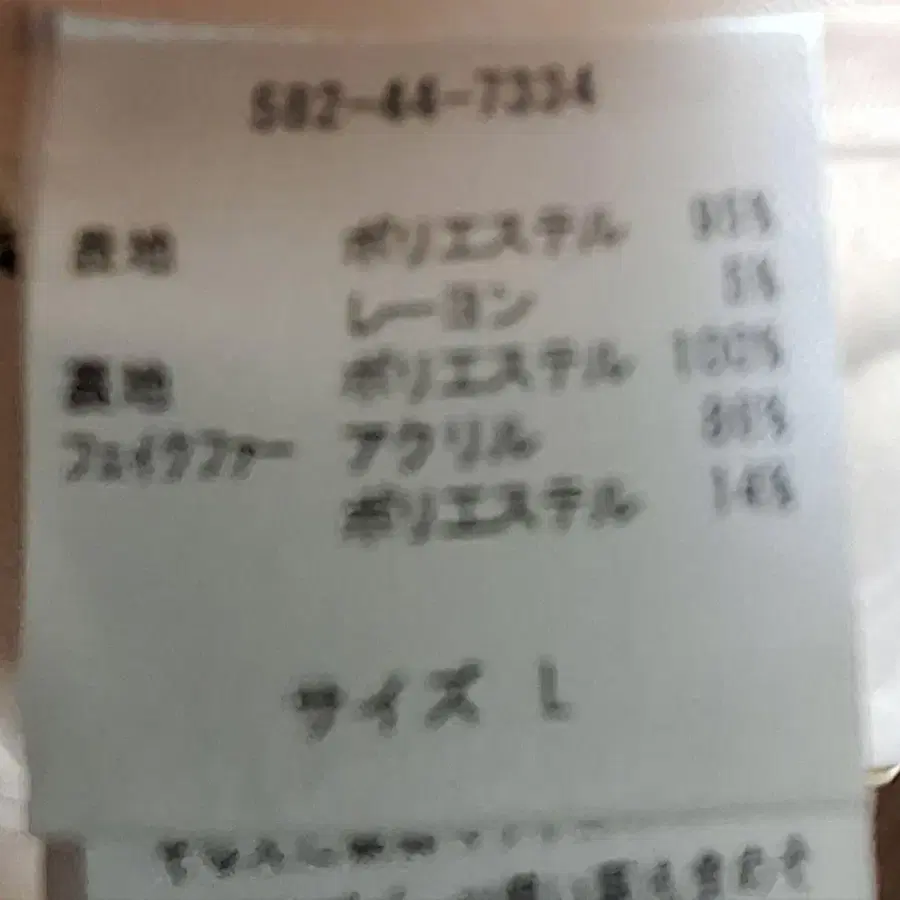 S82-44-7334
表地 ポリエステル 95%
レーヨン 5%
裏地 ポリエステル 100%
フェイクファー アクリル 86%
ポリエステル 14%
サイズ L